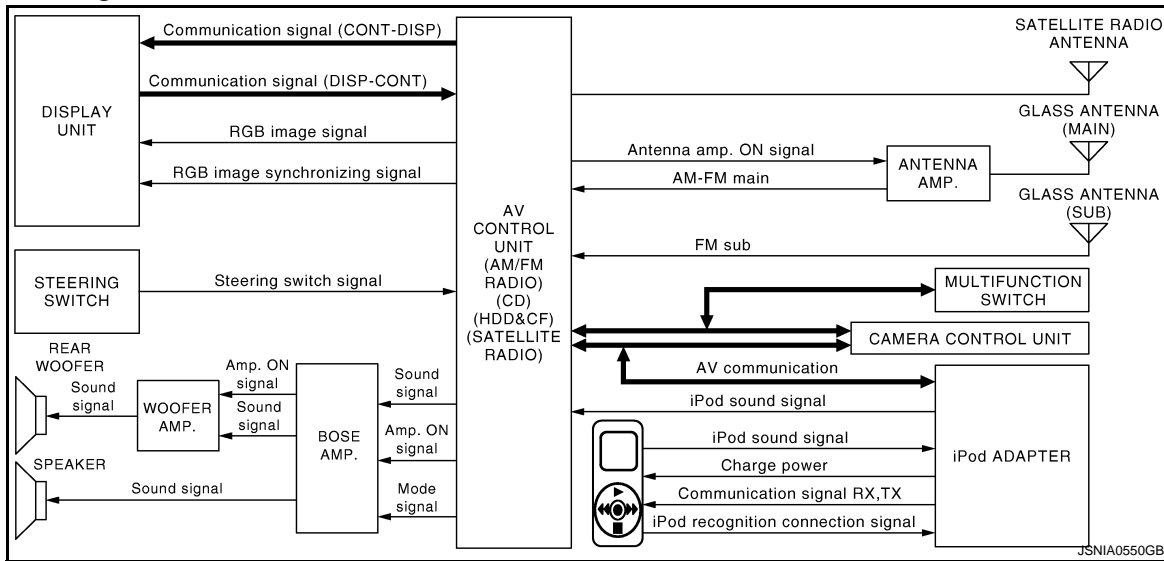 Communication signal (CONT-DISP)
Communication signal (DISP-CONT)
DISPLAY
UNIT
RGB image signal
RGB image synchronizing signal
STEERING
SWITCH
Steering switch signal
REAR
WOOFER
Sound
signal
WOOFER
AMP.
Amp. ON
signal
Sound
signal
BOSE
AMP.
Sound
signal
Amp. ON
signal
Mode
signal
SPEAKER
Sound signal
AV
CONTROL
UNIT
(AM/FM
RADIO)
(CD)
(HDD&CF)
(SATELLITE
RADIO)
SATELLITE RADIO
ANTENNA
GLASS ANTENNA
(MAIN)
Antenna amp. ON signal
AM-FM main
ANTENNA
AMP.
GLASS ANTENNA
(SUB)
FM sub
MULTIFUNCTION
SWITCH
CAMERA CONTROL UNIT
AV communication
iPod sound signal
iPod sound signal
Charge power
Communication signal RX,TX
iPod recognition connection signal
iPod ADAPTER
JSNIA0550GB